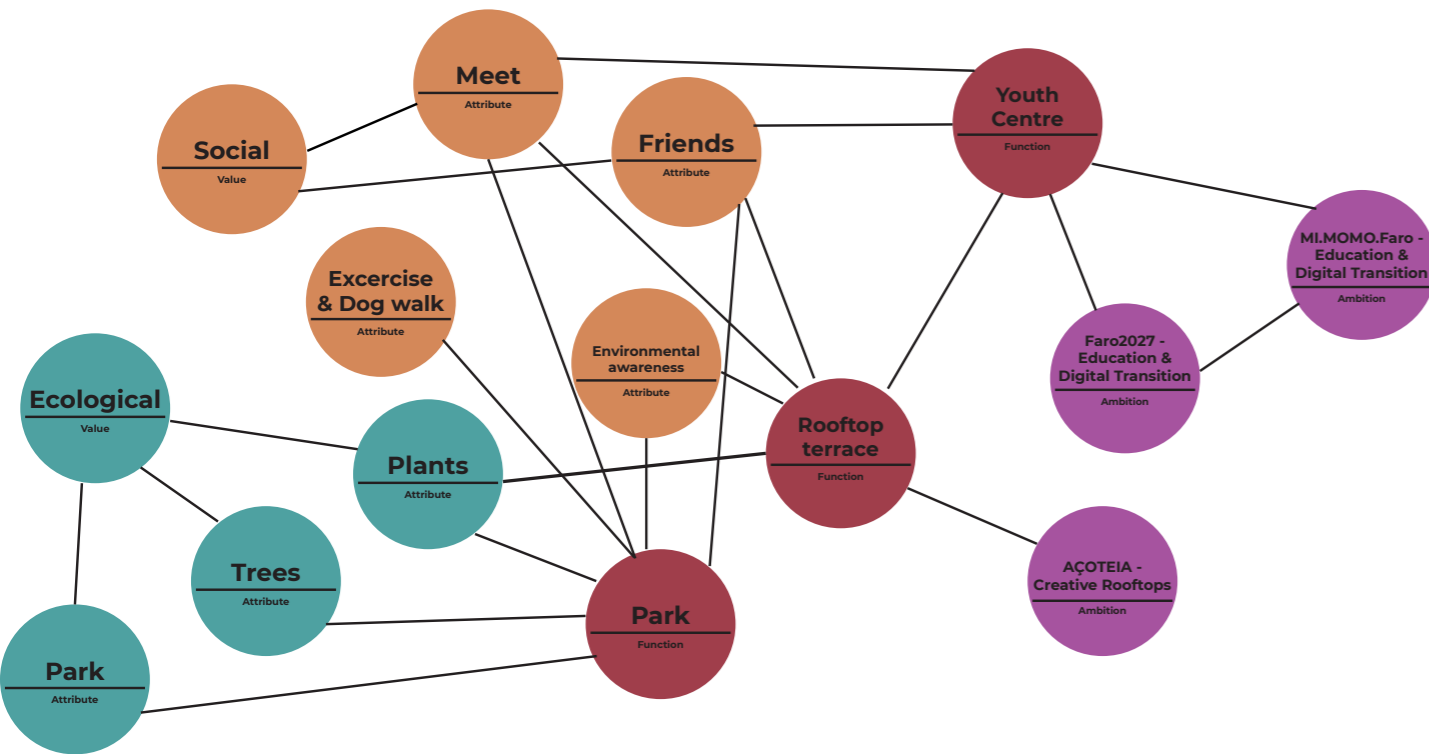 Meet
Attribute
Social
Value
Friends
Attribute
Youth
Centre
Function
Excercise
& Dog walk
Attribute
MI.MOMO.Faro -
Education &
Digital Transition
Ambition
Environmental
awareness
Attribute
Faro2027 -
Education &
Digital Transition
Ambition
Ecological
Value
Plants
Attribute
Rooftop
terrace
Function
Trees
Attribute
AÇOTEIA -
Creative Rooftops
Ambition
Park
Function
Park
Attribute